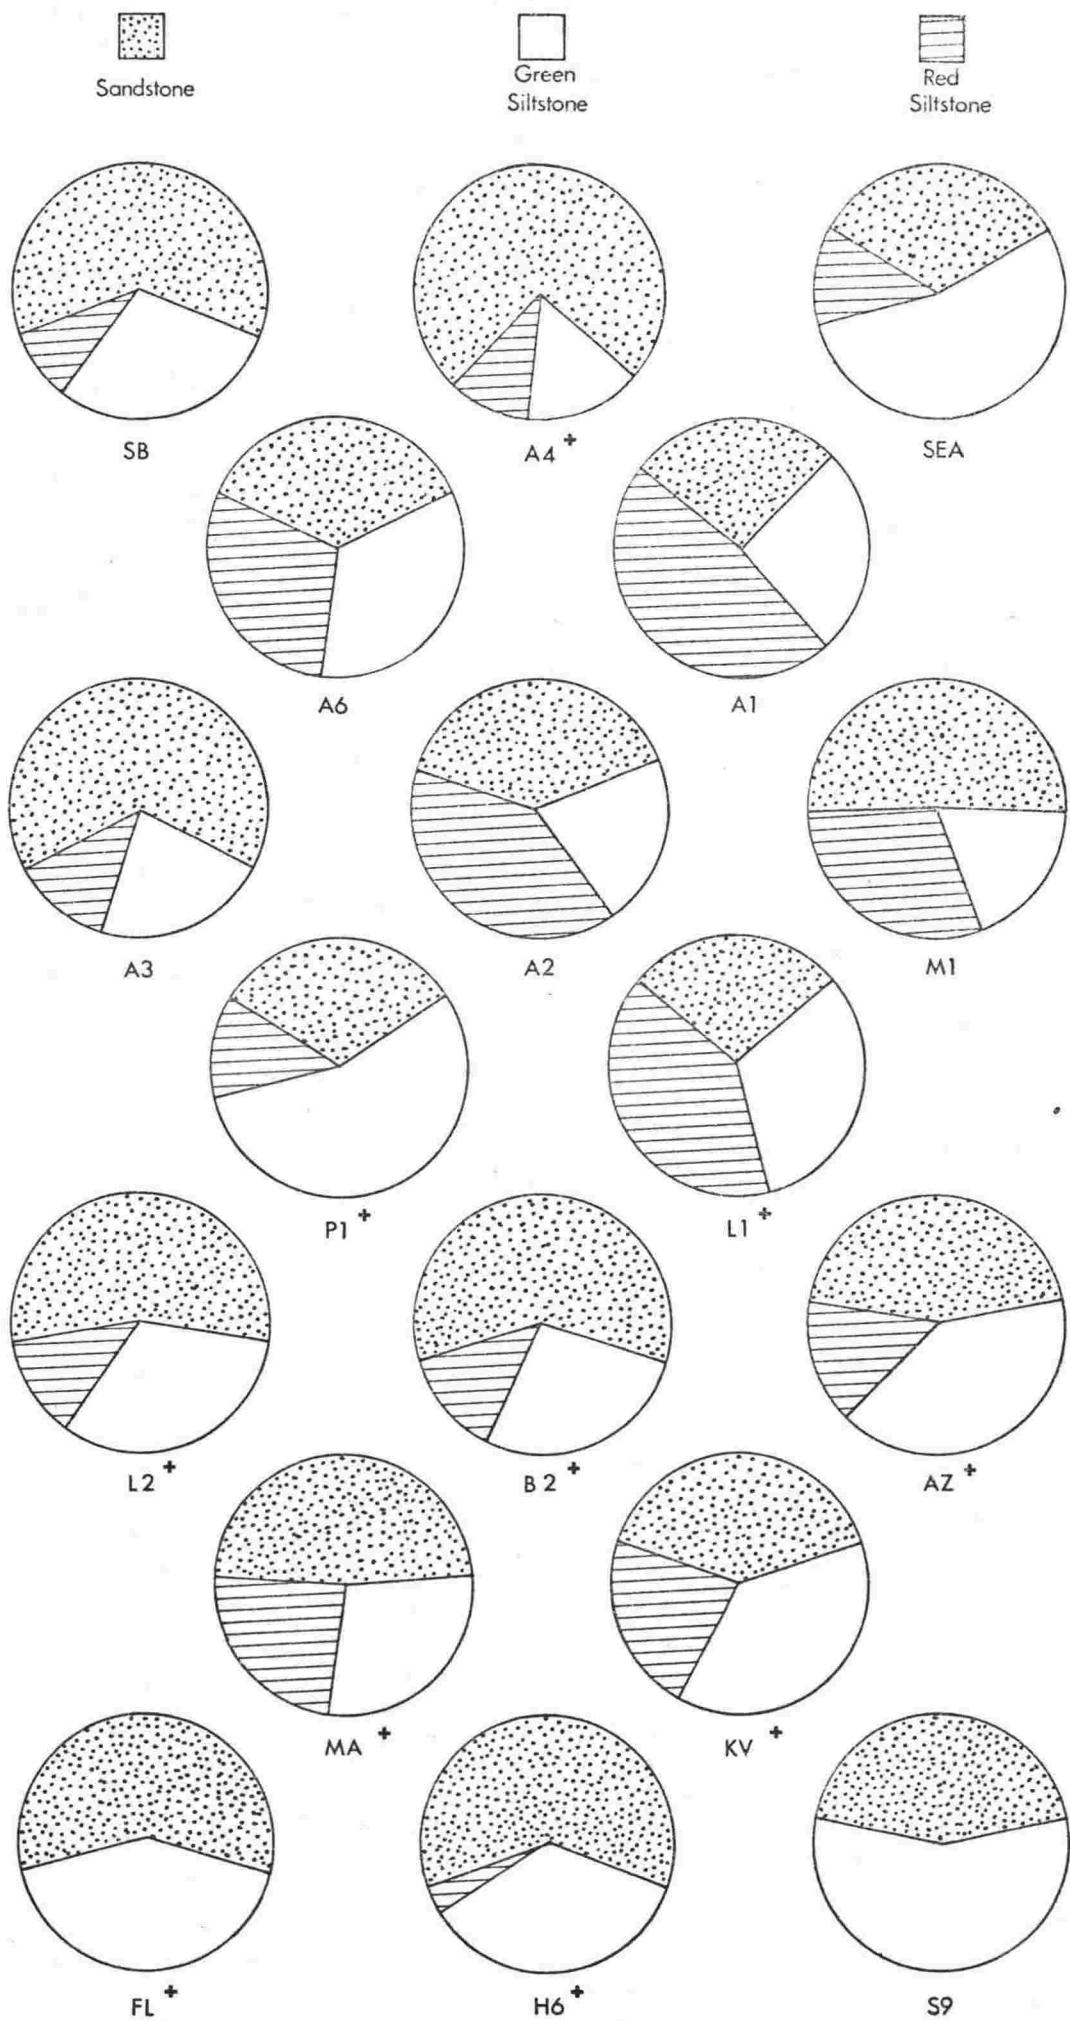 Sandstone
Green
Siltstone
Red
Siltstone
SB
A4 +
SEA
A6
A1
A3
A2
M1
P1 +
L1 +
L2 +
B2 +
AZ +
MA +
KV +
FL +
H6 +
S9